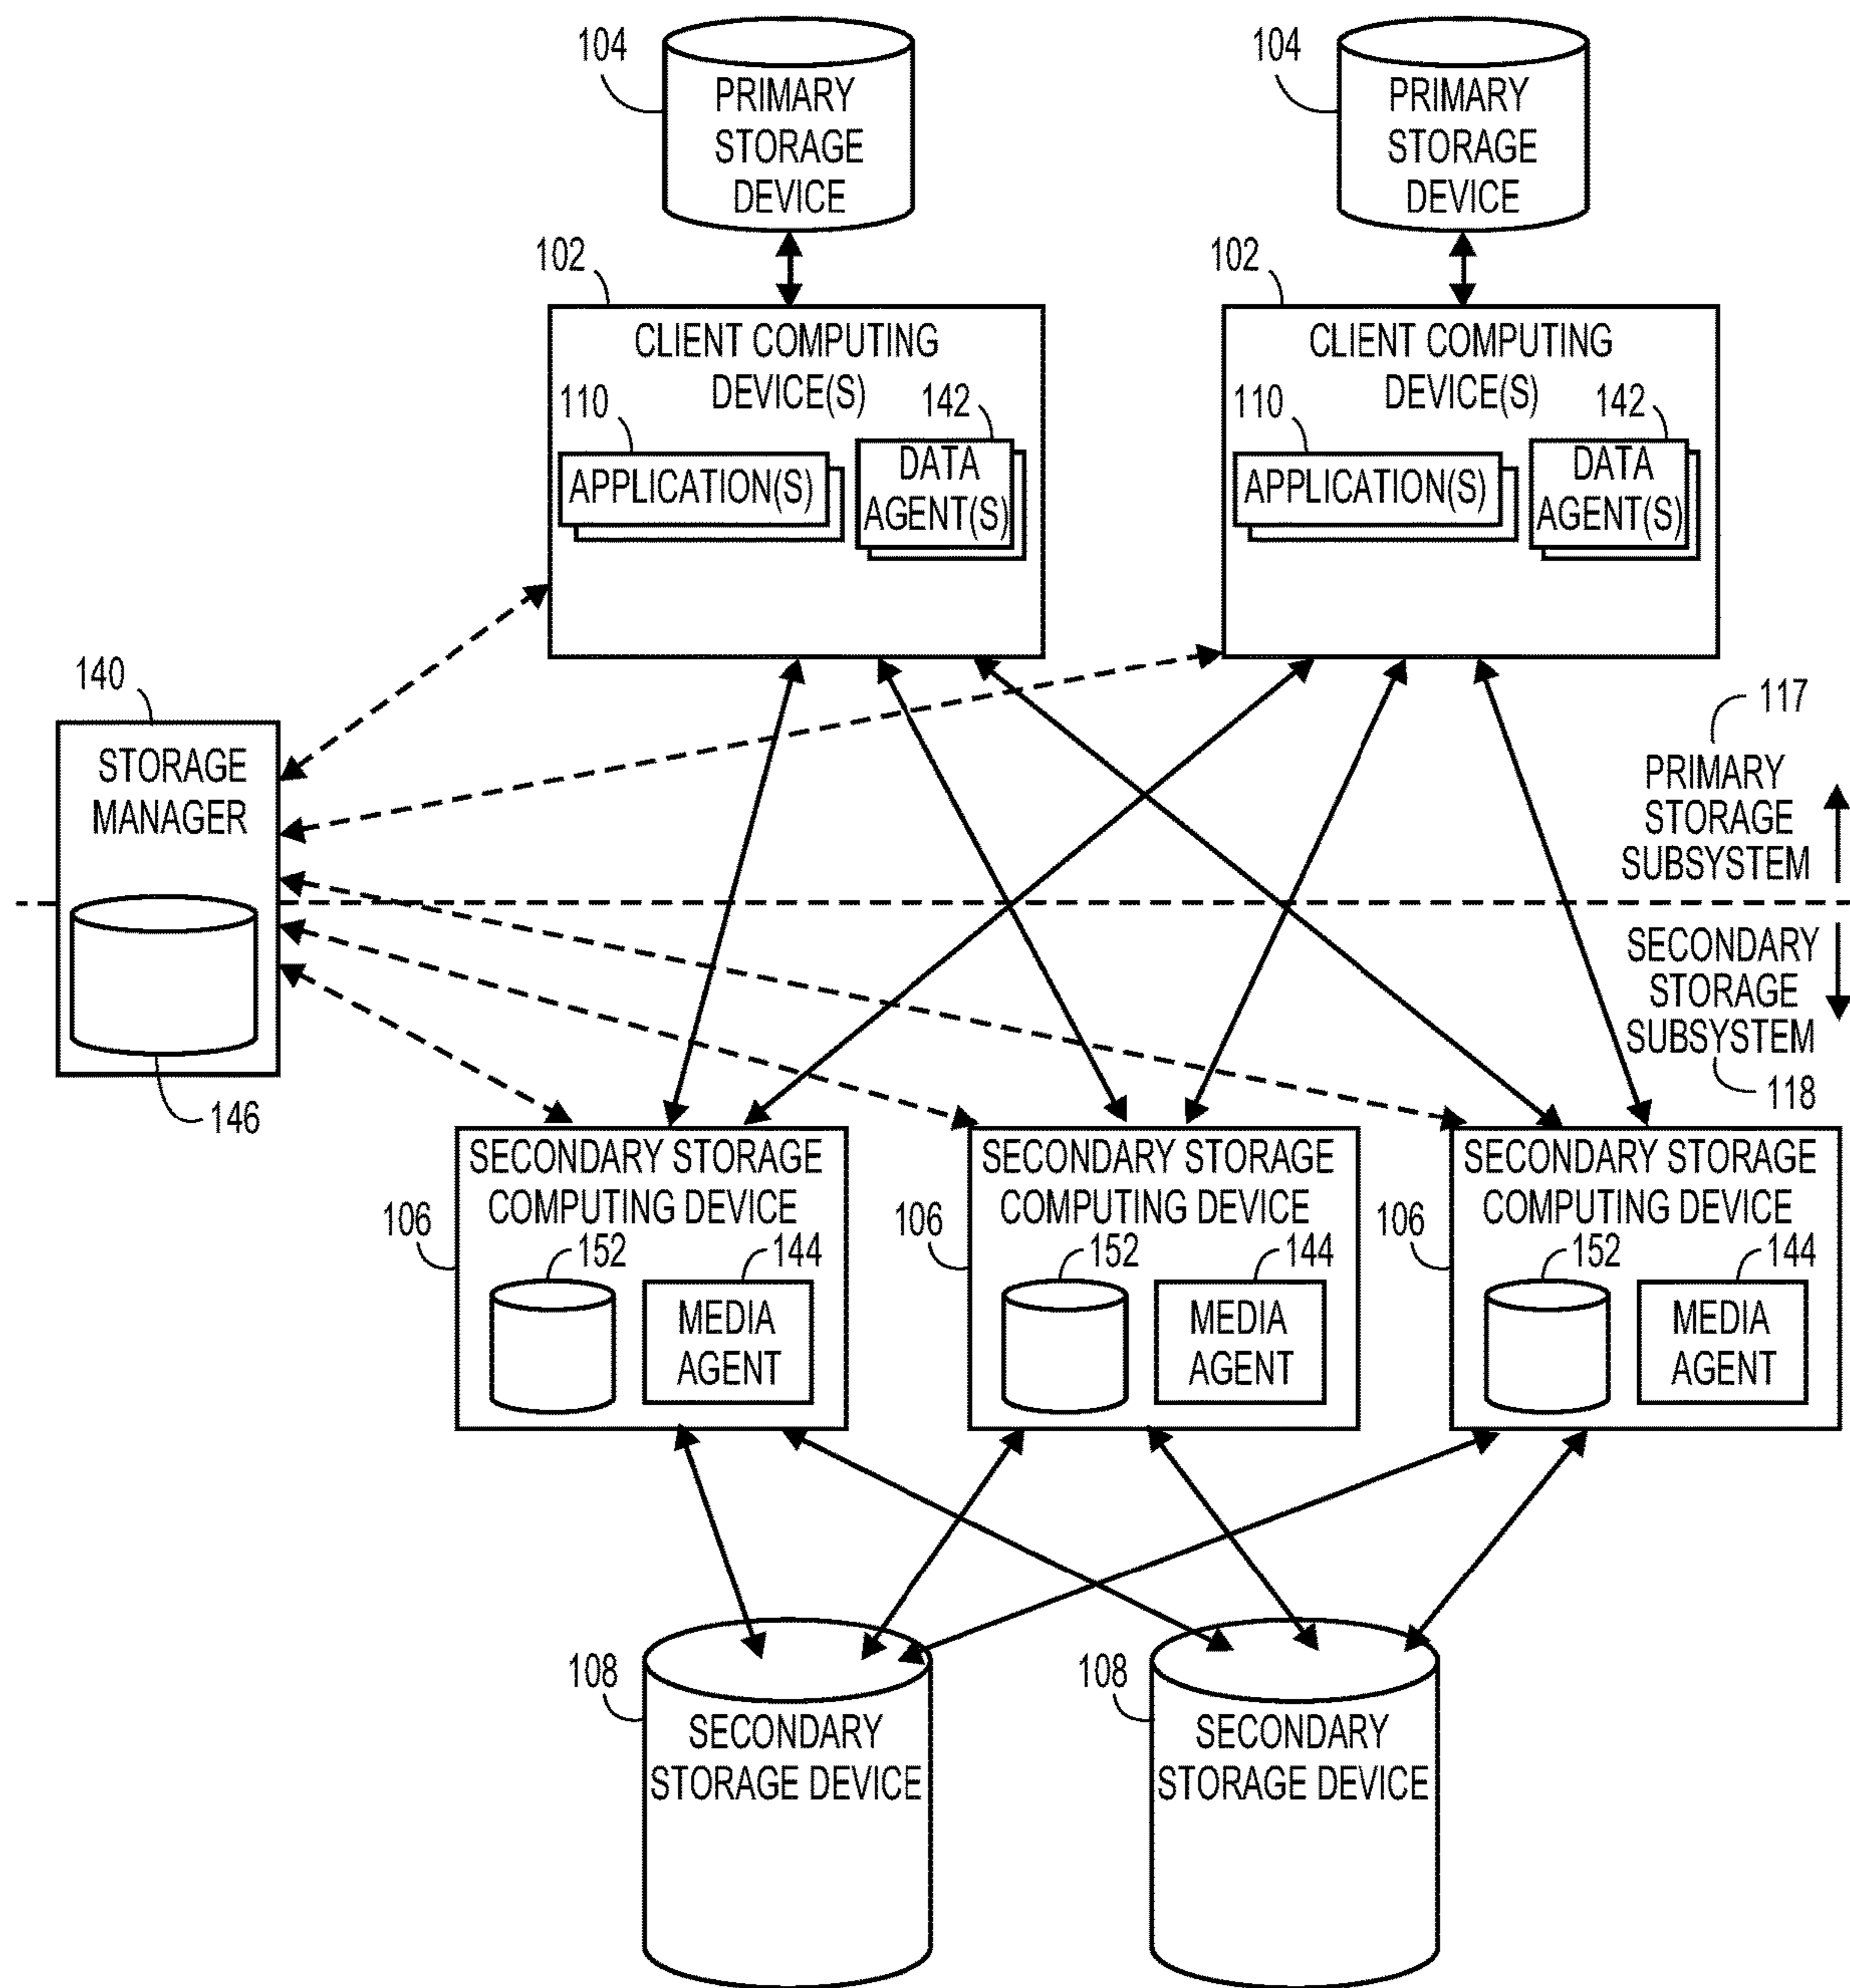 104
PRIMARY
STORAGE
DEVICE
104
PRIMARY
STORAGE
DEVICE
102
CLIENT COMPUTING
DEVICE(S)
110
APPLICATION(S)
142
DATA
AGENT(S)
102
CLIENT COMPUTING
DEVICE(S)
110
APPLICATION(S)
142
DATA
AGENT(S)
140
STORAGE
MANAGER
146
117
PRIMARY
STORAGE
SUBSYSTEM
SECONDARY
STORAGE
SUBSYSTEM
118
106
SECONDARY STORAGE
COMPUTING DEVICE
152
144
MEDIA
AGENT
106
SECONDARY STORAGE
COMPUTING DEVICE
152
144
MEDIA
AGENT
106
SECONDARY STORAGE
COMPUTING DEVICE
152
144
MEDIA
AGENT
108
SECONDARY
STORAGE DEVICE
108
SECONDARY
STORAGE DEVICE